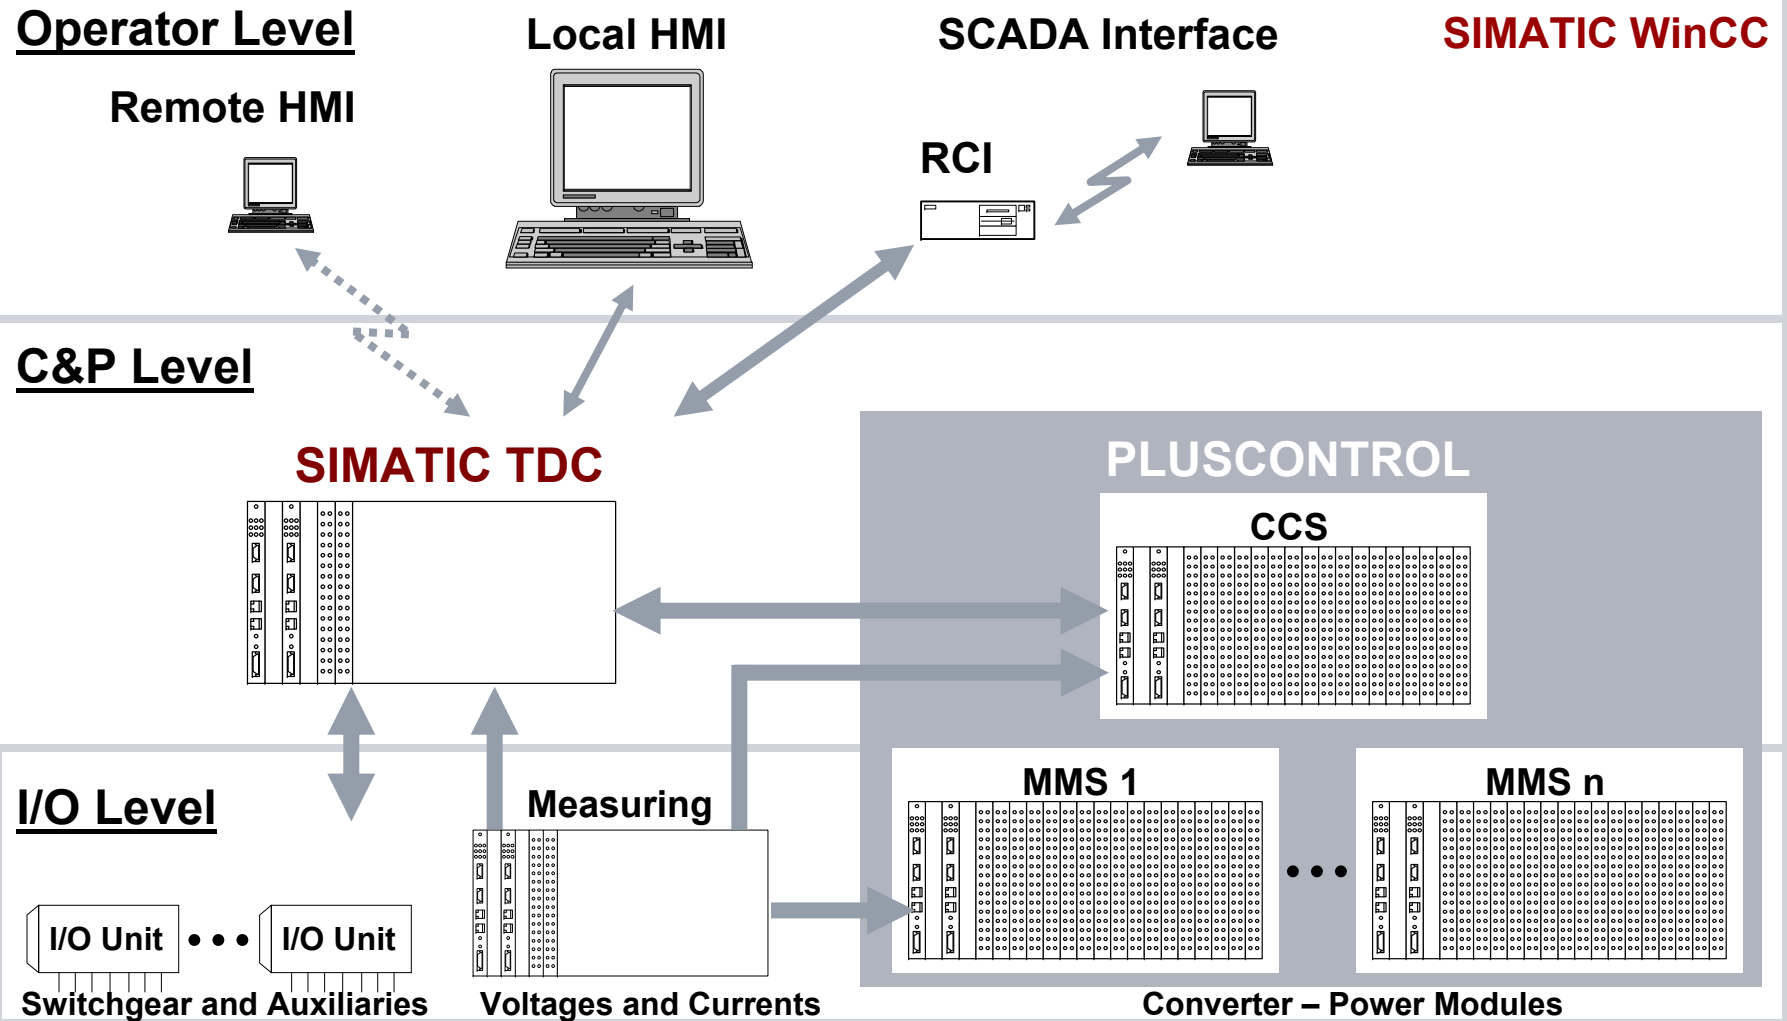 Operator Level
Local HMI
SCADA Interface
SIMATIC WinCC
Remote HMI
RCI
C&P Level
SIMATIC TDC
PLUSCONTROL
CCS
I/O Level
Measuring
MMS 1
MMS n
I/O Unit
I/O Unit
Switchgear and Auxiliaries
Voltages and Currents
Converter – Power Modules